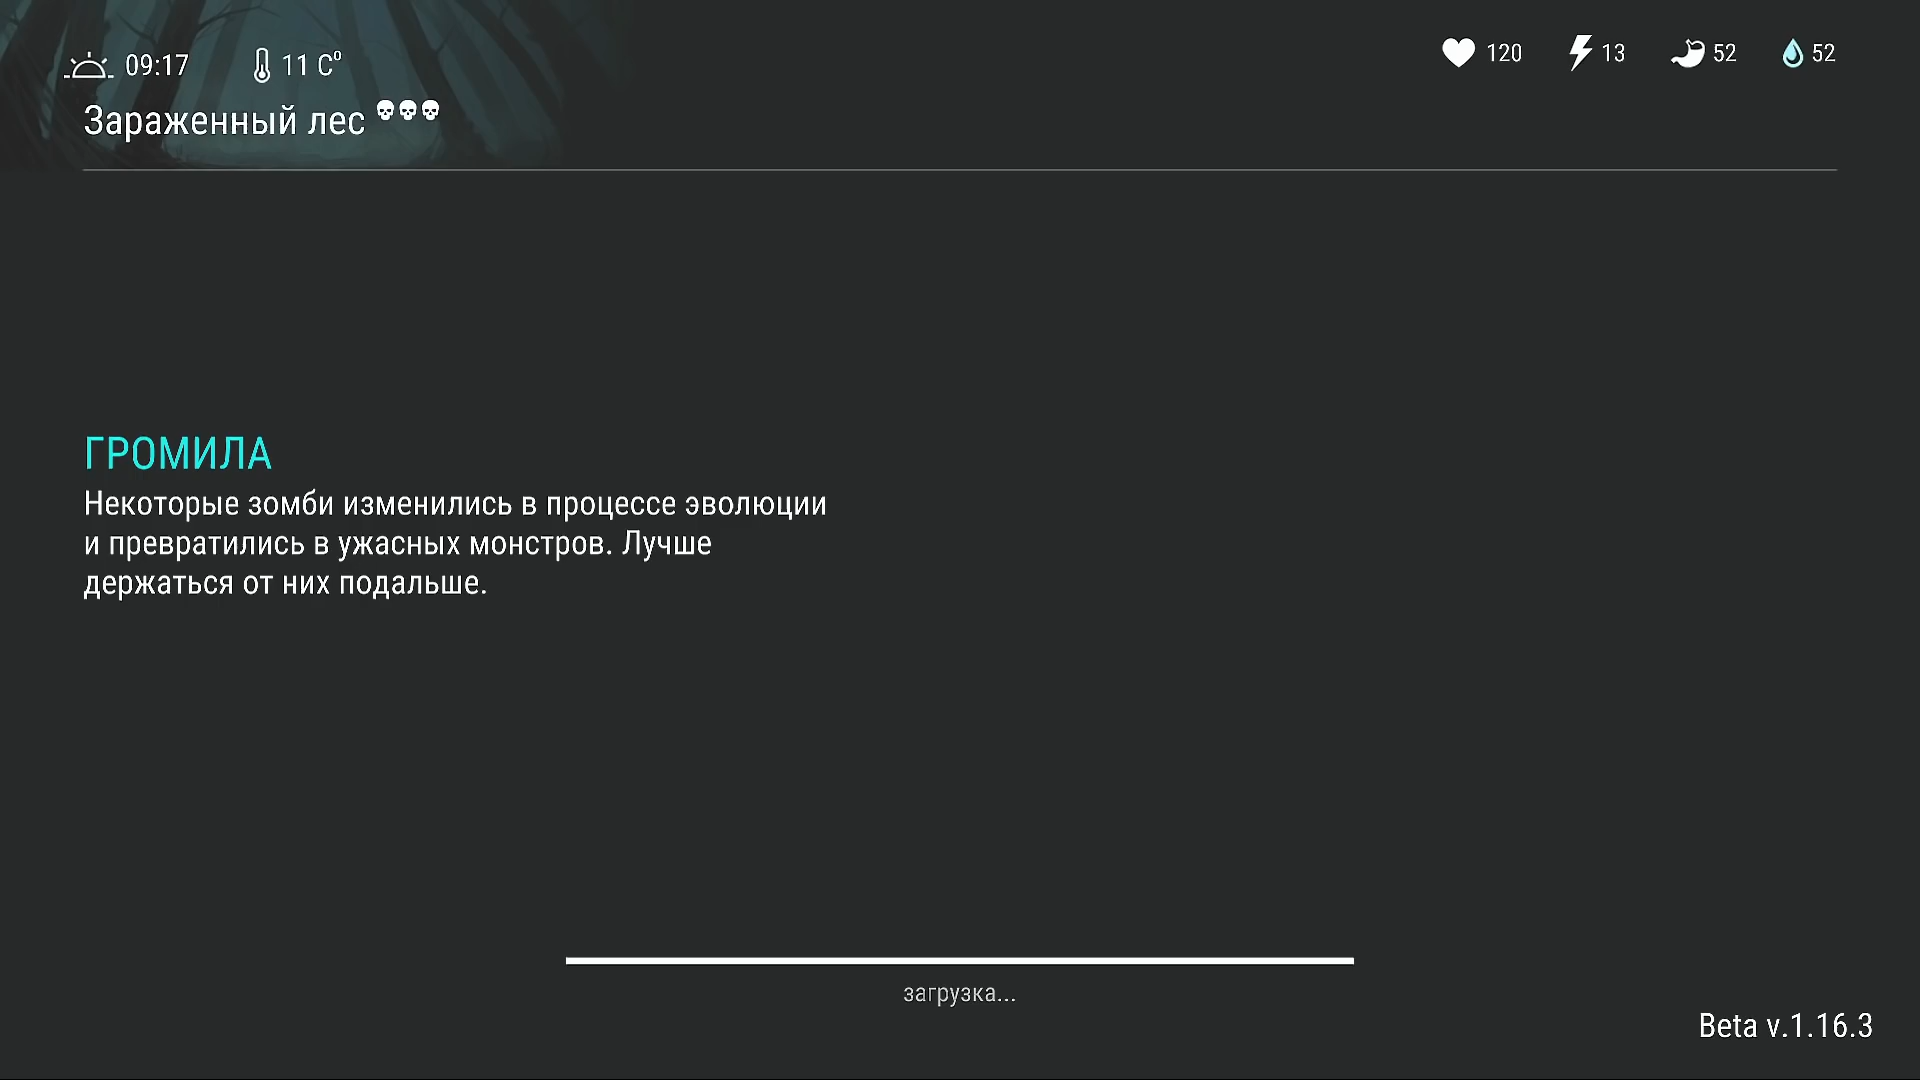 09:17 11 C⁰ 120 13 52 52
Зараженный лес
ГРОМИЛА
Некоторые зомби изменились в процессе эволюции
и превратились в ужасных монстров. Лучше
держаться от них подальше.
загрузка...
Beta v.1.16.3